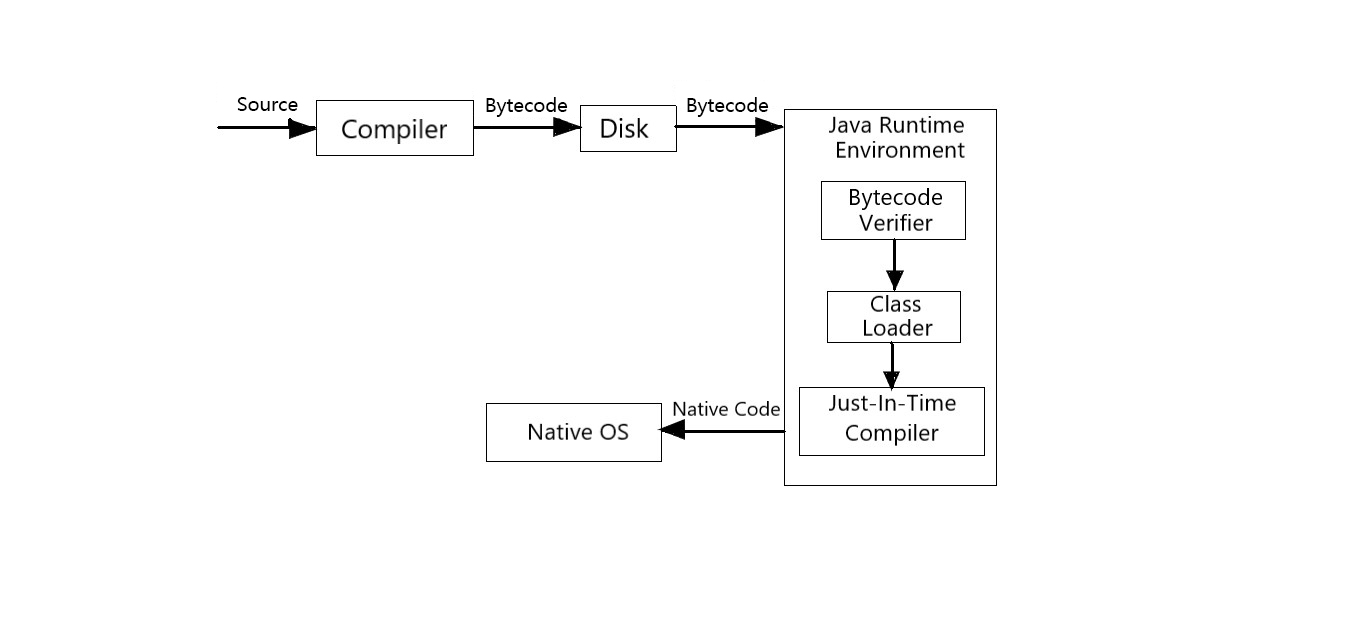 Source
Compiler
Bytecode
Disk
Bytecode
Java Runtime
Environment
Bytecode
Verifier
Class
Loader
Just-In-Time
Compiler
Native Code
Native OS